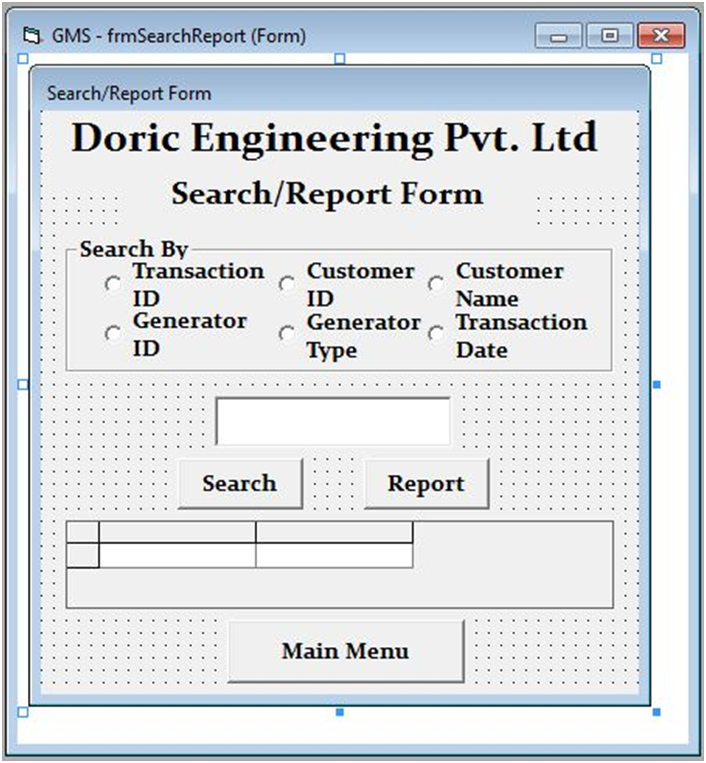 GMS - frmSearchReport (Form)
Search/Report Form
Doric Engineering Pvt. Ltd
Search/Report Form
Search By
Transaction ID
Customer ID
Customer Name
Generator ID
Generator Type
Transaction Date
Search
Report
Main Menu